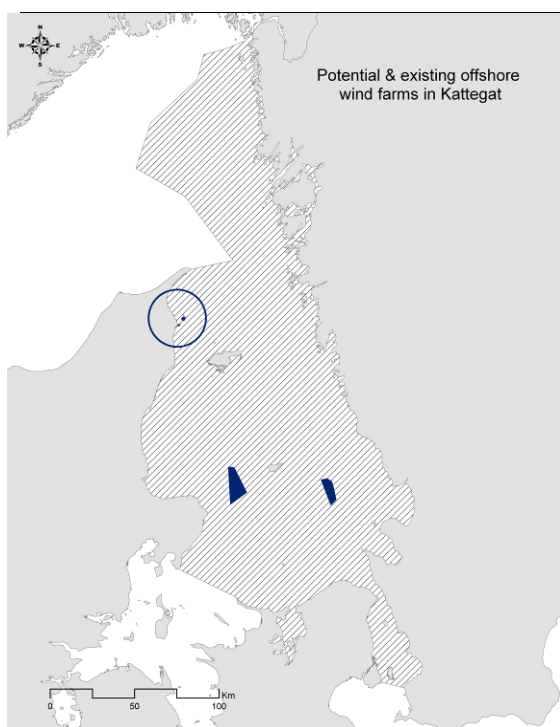 N
W E
S
Potential & existing offshore
wind farms in Kattegat
Km
0 50 100